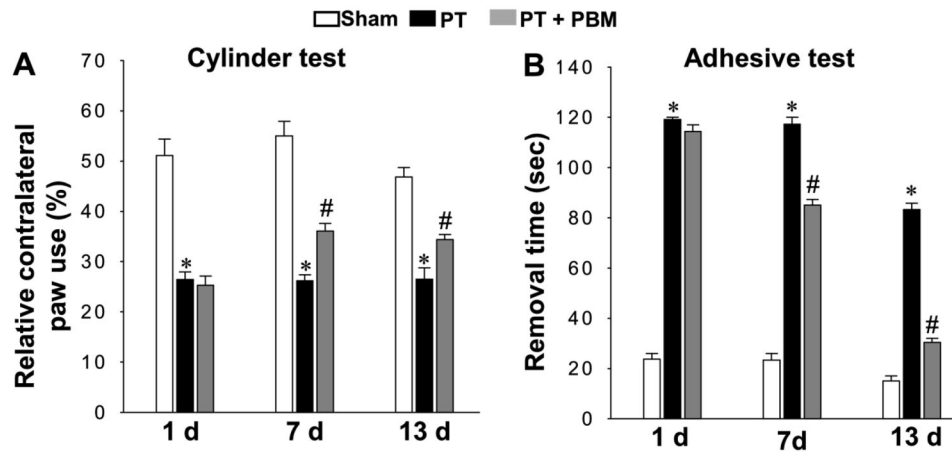 Sham PT PT + PBM
A Cylinder test
Relative contralateral
paw use (%)
70
60
50
40
30
20
10
0
* * # * #
1 d 7 d 13 d
B Adhesive test
Removal time (sec)
140
120
100
80
60
40
20
0
* * # * #
1 d 7d 13 d